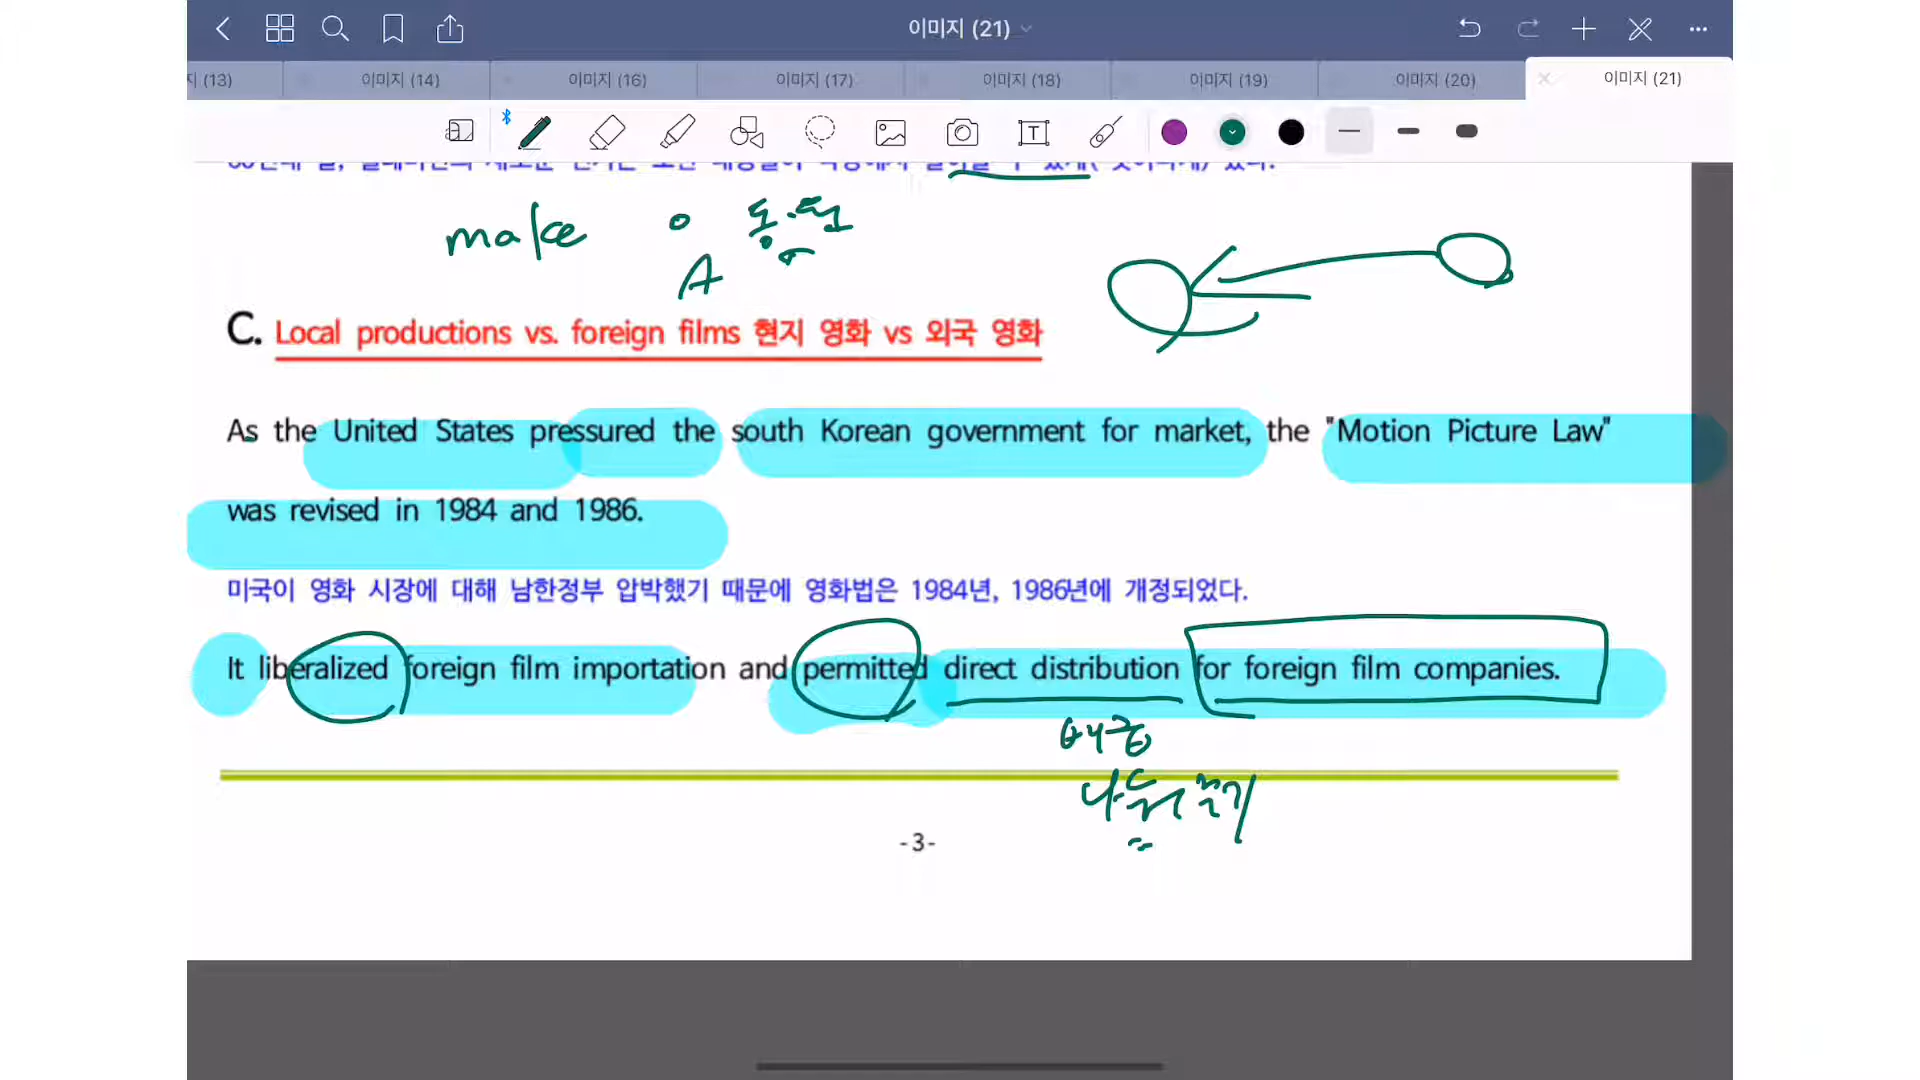 이미지 (21)
지 (13) 이미지 (14) 이미지 (16) 이미지 (17) 이미지 (18) 이미지 (19) 이미지 (20) 이미지 (21)
make o 동.원
A
C. Local productions vs. foreign films 현지 영화 vs 외국 영화
As the United States pressured the south Korean government for market, the "Motion Picture Law"
was revised in 1984 and 1986.
미국이 영화 시장에 대해 남한정부 압박했기 때문에 영화법은 1984년, 1986년에 개정되었다.
It liberalized foreign film importation and permitted direct distribution for foreign film companies.
배급
나눠주기
-3-